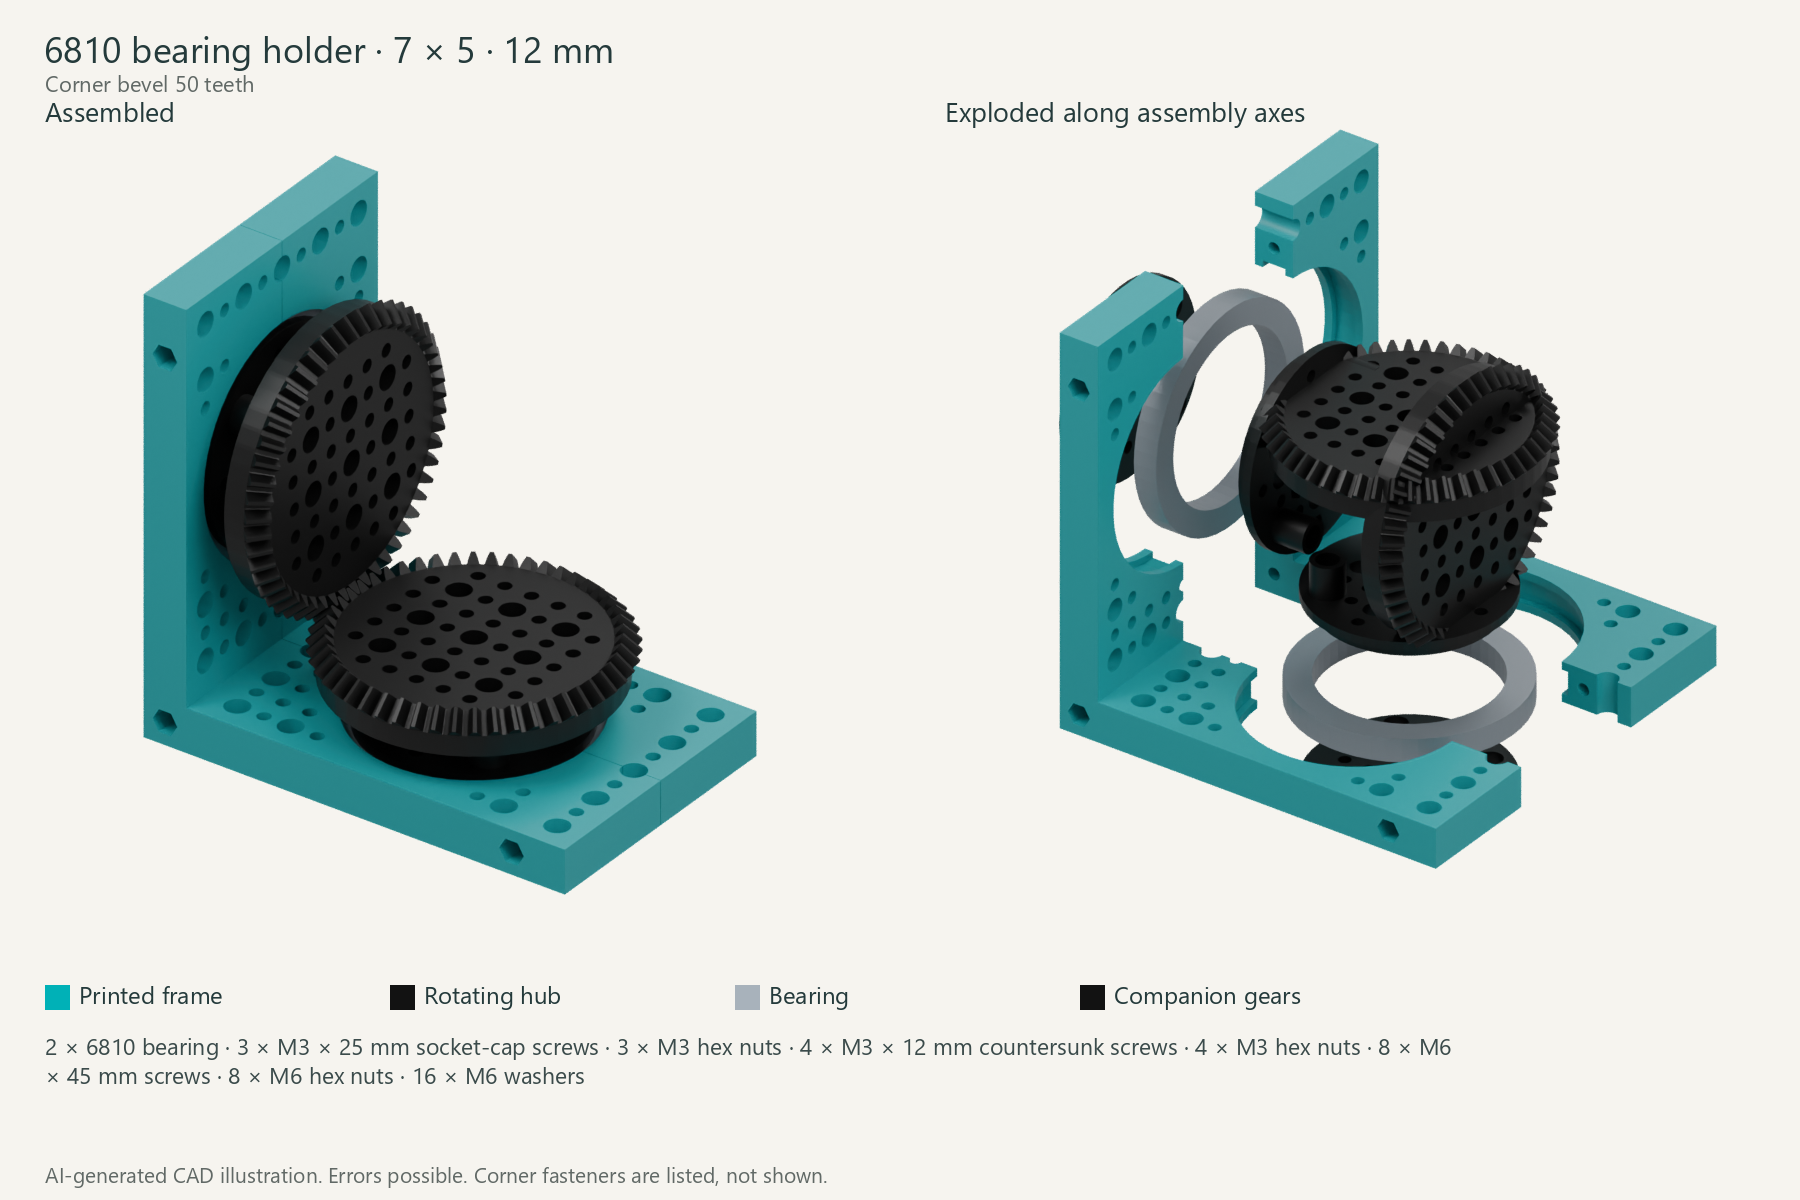 6810 bearing holder · 7 × 5 · 12 mm
Corner bevel 50 teeth
Assembled
Exploded along assembly axes
Printed frame
Rotating hub
Bearing
Companion gears
2 × 6810 bearing · 3 × M3 × 25 mm socket-cap screws · 3 × M3 hex nuts · 4 × M3 × 12 mm countersunk screws · 4 × M3 hex nuts · 8 × M6
× 45 mm screws · 8 × M6 hex nuts · 16 × M6 washers
AI-generated CAD illustration. Errors possible. Corner fasteners are listed, not shown.